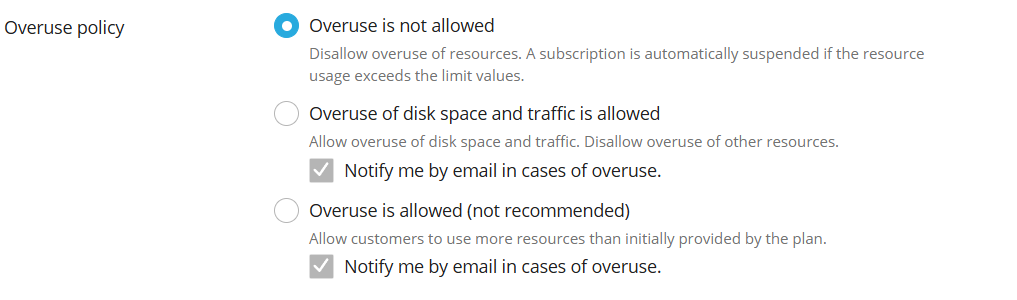 Overuse policy
Overuse is not allowed
Disallow overuse of resources. A subscription is automatically suspended if the resource
usage exceeds the limit values.
Overuse of disk space and traffic is allowed
Allow overuse of disk space and traffic. Disallow overuse of other resources.
Notify me by email in cases of overuse.
Overuse is allowed (not recommended)
Allow customers to use more resources than initially provided by the plan.
Notify me by email in cases of overuse.